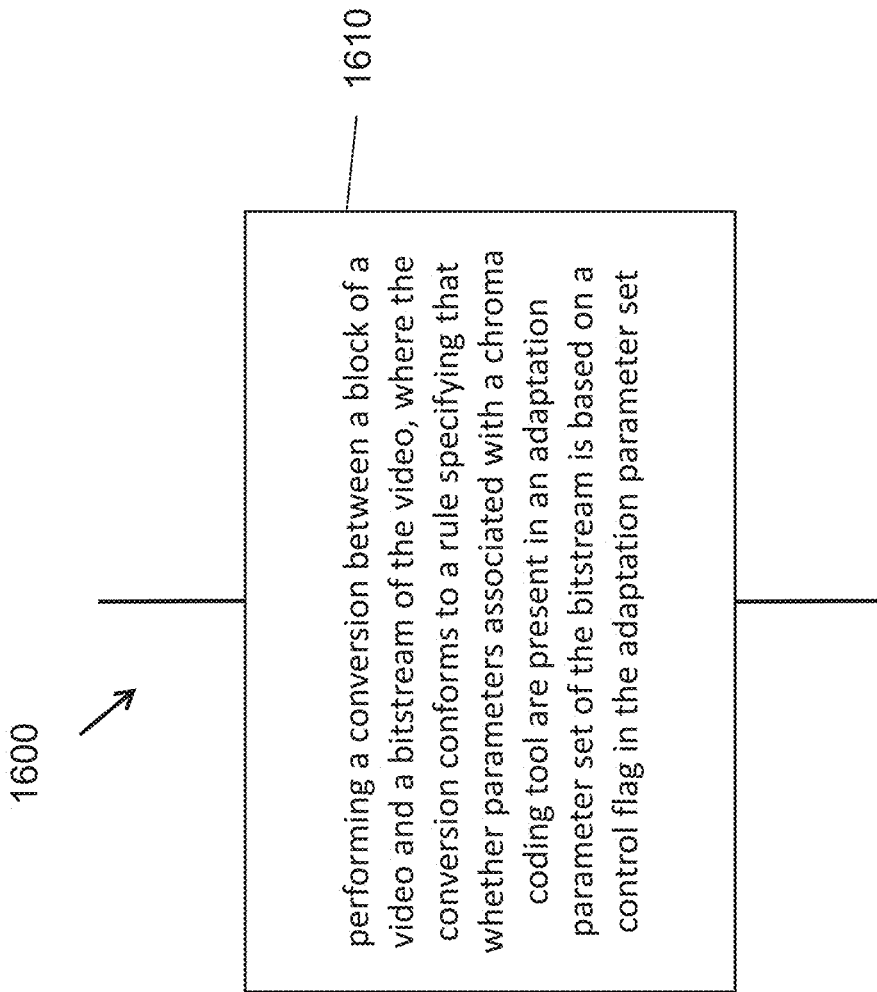 1600
1610
performing a conversion between a block of a
video and a bitstream of the video, where the
conversion conforms to a rule specifying that
whether parameters associated with a chroma
coding tool are present in an adaptation
parameter set of the bitstream is based on a
control flag in the adaptation parameter set